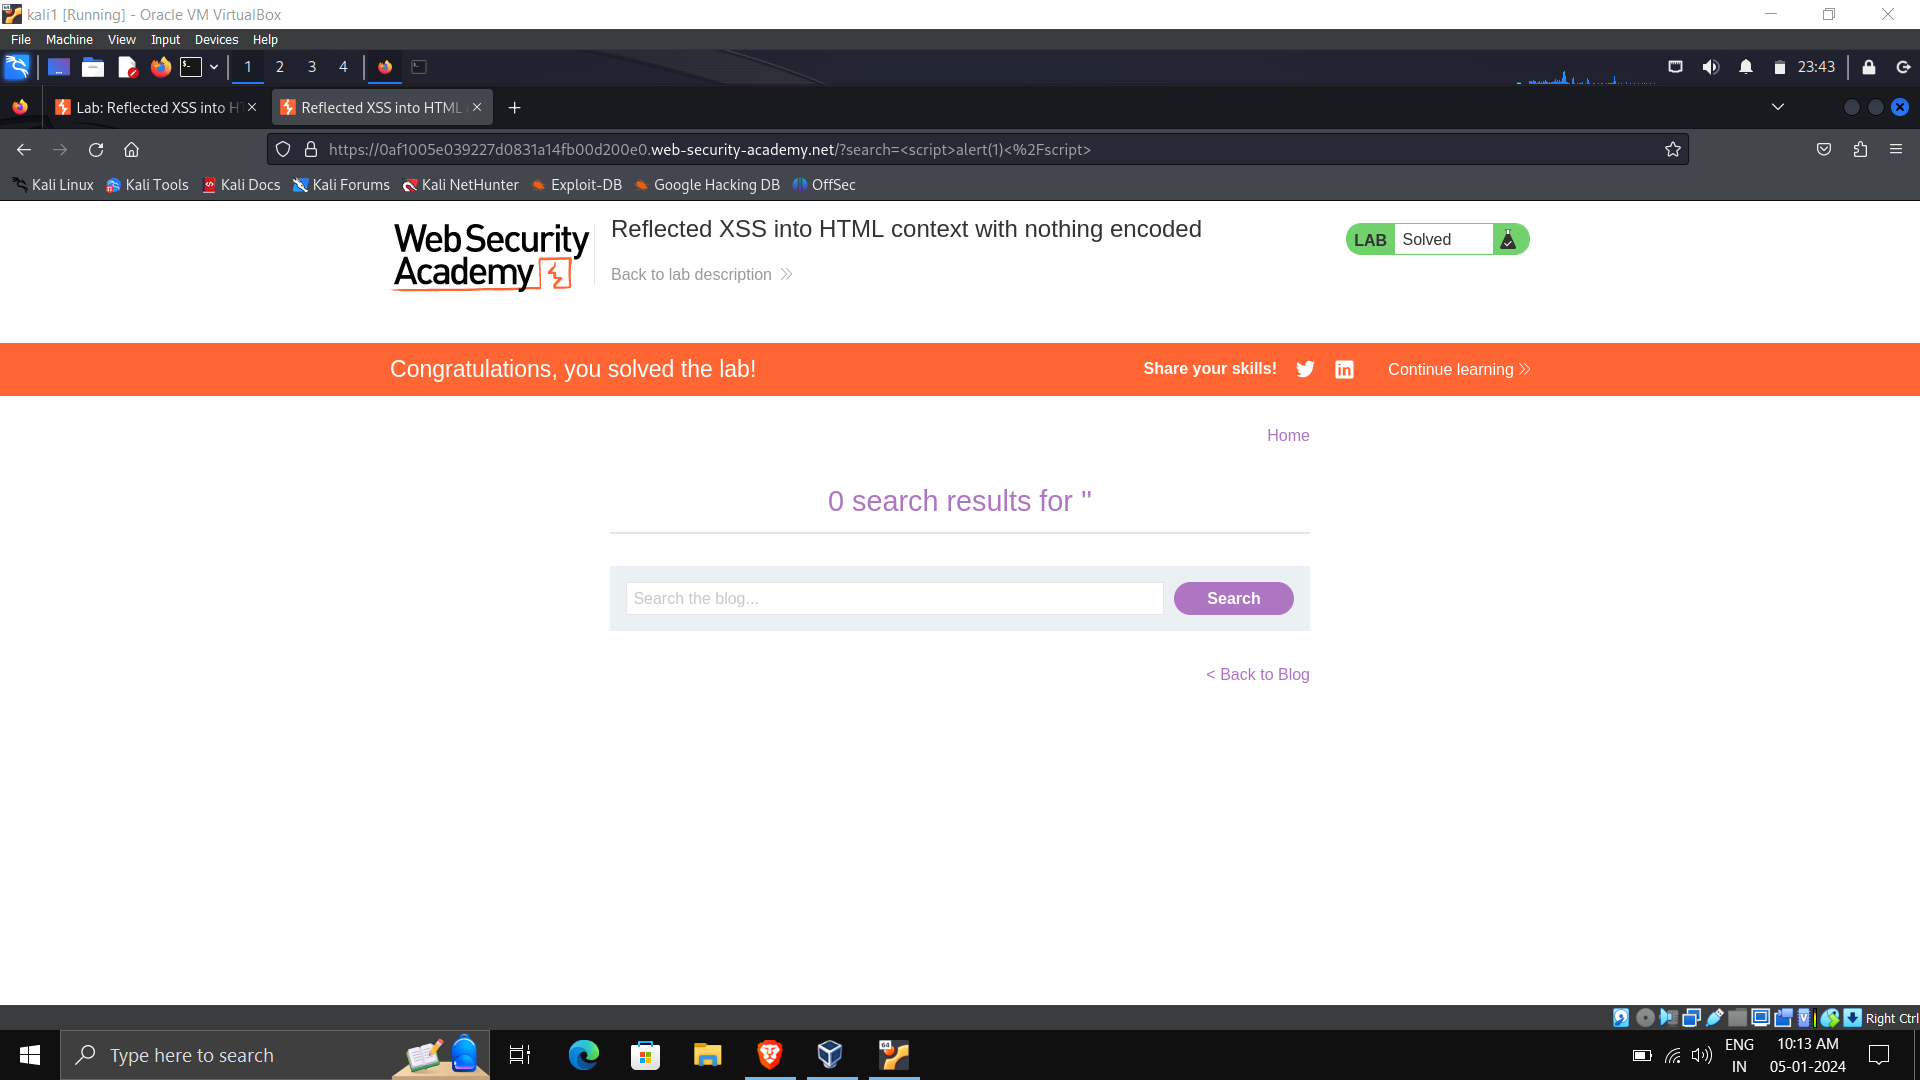 kali1 [Running] - Oracle VM VirtualBox
File Machine View Input Devices Help
1 2 3 4 23:43
Lab: Reflected XSS into H Reflected XSS into HTML
https://0af1005e039227d0831a14fb00d200e0.web-security-academy.net/?search=<script>alert(1)<%2Fscript>
Kali Linux Kali Tools Kali Docs Kali Forums Kali NetHunter Exploit-DB Google Hacking DB OffSec
WebSecurity
Academy
Reflected XSS into HTML context with nothing encoded
Back to lab description
LAB Solved
Congratulations, you solved the lab!
Share your skills!
Continue learning
Home
0 search results for ''
Search the blog...
Search
< Back to Blog
Right Ctrl
Type here to search
64
ENG
IN
10:13 AM
05-01-2024